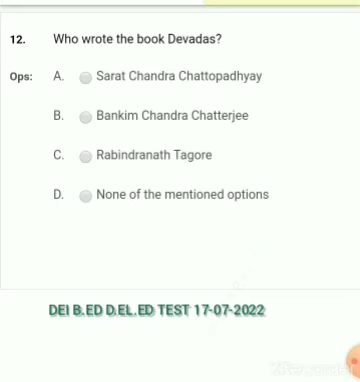 12. Who wrote the book Devadas?
Ops: A. Sarat Chandra Chattopadhyay
B. Bankim Chandra Chatterjee
C. Rabindranath Tagore
D. None of the mentioned options
DEI B.ED D.EL.ED TEST 17-07-2022